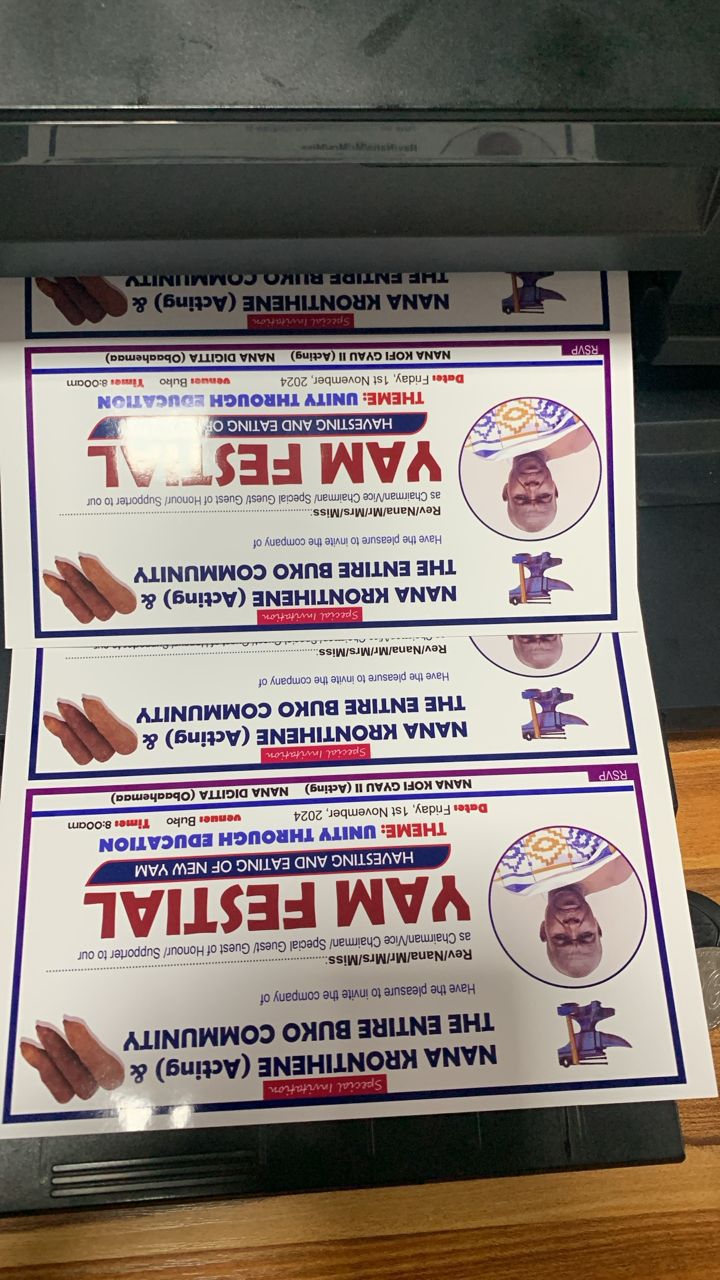 Special Invitation
NANA KRONTIHENE (Acting) &
THE ENTIRE BUKO COMMUNITY
Have the pleasure to invite the company of
Rev/Nana/Mr/Mrs/Miss:
as Chairman/Vice Chairman/ Special Guest/ Guest of Honour/ Supporter to our
YAM FESTIAL
HAVESTING AND EATING OF NEW YAM
THEME: UNITY THROUGH EDUCATION
Date: Friday, 1st November, 2024 venue: Buko Time: 8:00am
RSVP NANA KOFI GYAU II (Acting) NANA DIGITTA (Obaahemaa)
Special Invitation
NANA KRONTIHENE (Acting) &
THE ENTIRE BUKO COMMUNITY
Have the pleasure to invite the company of
Rev/Nana/Mr/Mrs/Miss:
Special Invitation
NANA KRONTIHENE (Acting) &
THE ENTIRE BUKO COMMUNITY
Have the pleasure to invite the company of
Rev/Nana/Mr/Mrs/Miss:
as Chairman/Vice Chairman/ Special Guest/ Guest of Honour/ Supporter to our
YAM FESTIAL
HAVESTING AND EATING OF
THEME: UNITY THROUGH EDUCATION
Date: Friday, 1st November, 2024 venue: Buko Time: 8:00am
RSVP NANA KOFI GYAU II (Acting) NANA DIGITTA (Obaahemaa)
Special Invitation
NANA KRONTIHENE (Acting) &
THE ENTIRE BUKO COMMUNITY